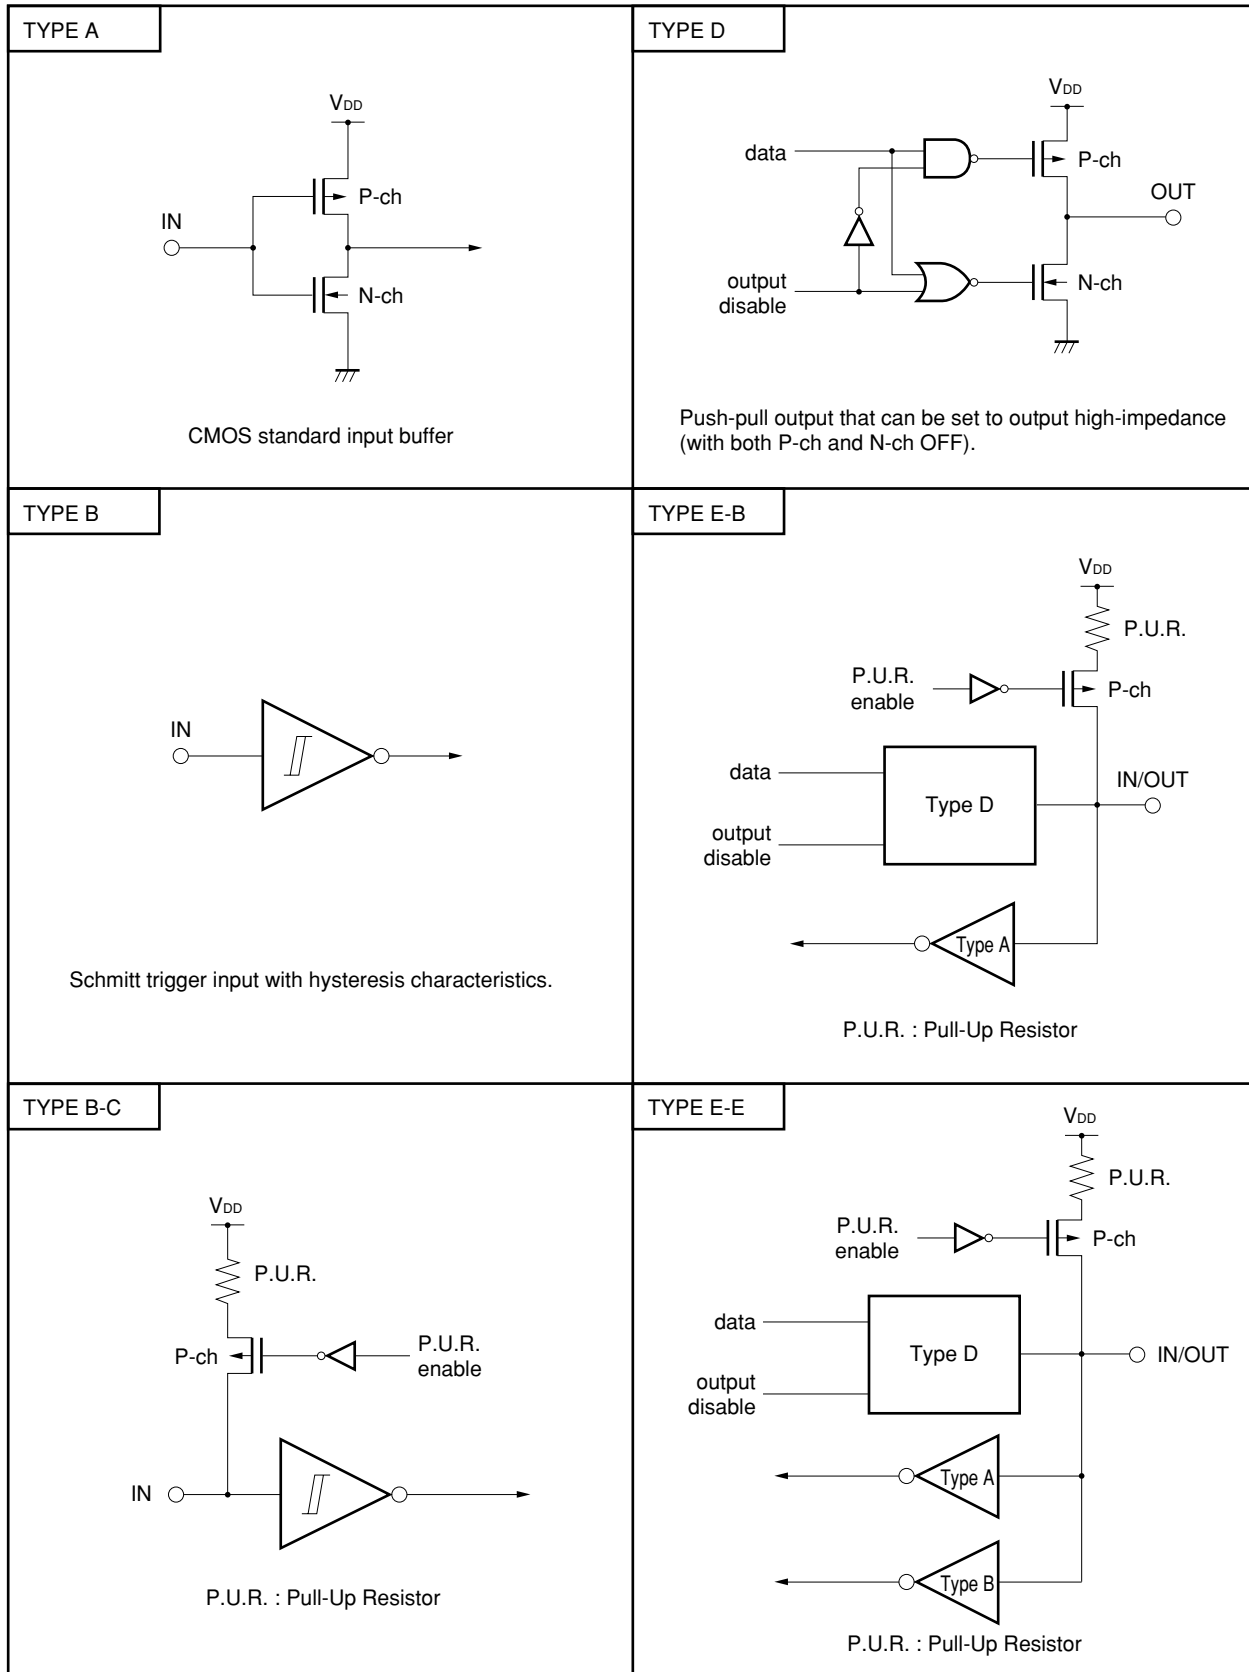 TYPE A
VDD
P-ch
IN
N-ch
CMOS standard input buffer
TYPE D
VDD
data
P-ch
OUT
output
disable
N-ch
Push-pull output that can be set to output high-impedance
(with both P-ch and N-ch OFF).
TYPE B
IN
Schmitt trigger input with hysteresis characteristics.
TYPE E-B
VDD
P.U.R.
P.U.R.
enable
P-ch
data
Type D
IN/OUT
output
disable
Type A
P.U.R. : Pull-Up Resistor
TYPE B-C
VDD
P.U.R.
P-ch
P.U.R.
enable
IN
P.U.R. : Pull-Up Resistor
TYPE E-E
VDD
P.U.R.
P.U.R.
enable
P-ch
data
Type D
IN/OUT
output
disable
Type A
Type B
P.U.R. : Pull-Up Resistor